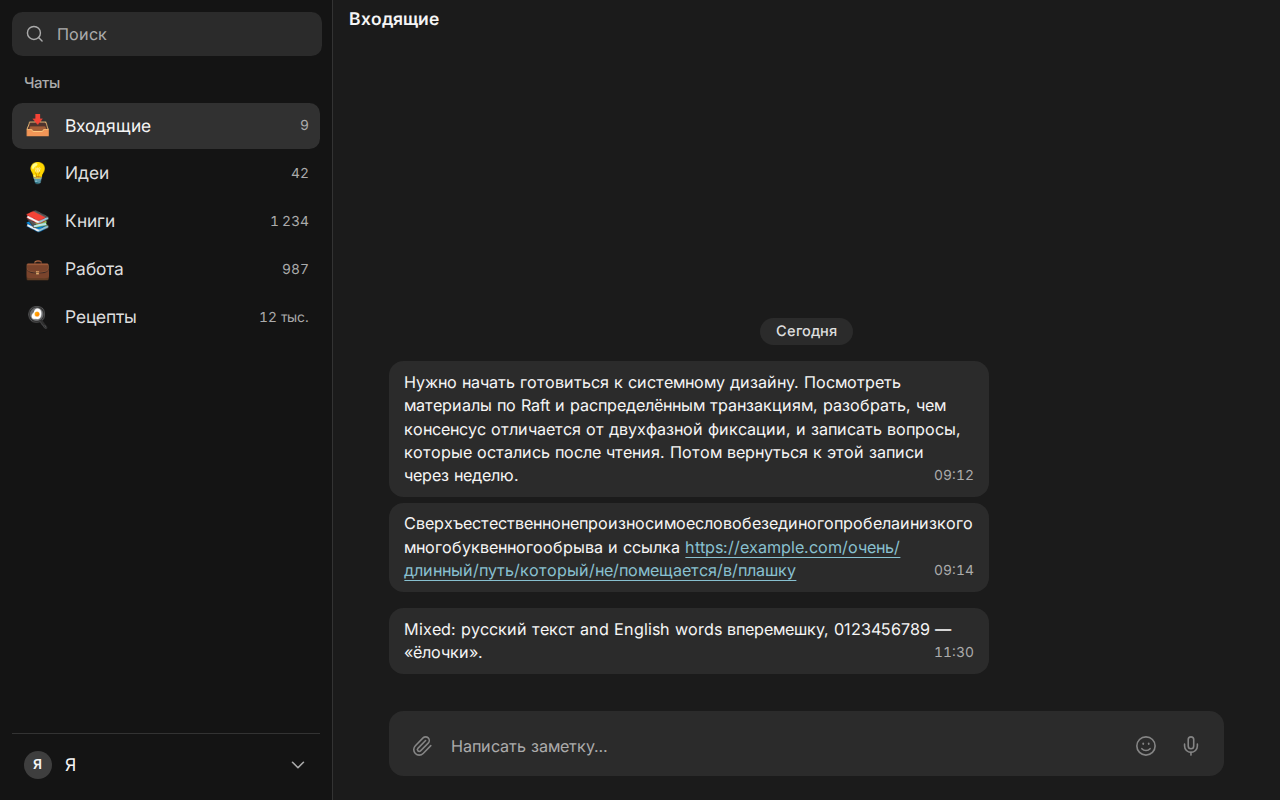 Поиск
Чаты
Входящие 9
Идеи 42
Книги 1 234
Работа 987
Рецепты 12 тыс.
Я Я
Входящие
Сегодня
Нужно начать готовиться к системному дизайну. Посмотреть
материалы по Raft и распределённым транзакциям, разобрать, чем
консенсус отличается от двухфазной фиксации, и записать вопросы,
которые остались после чтения. Потом вернуться к этой записи
через неделю. 09:12
Сверхъестественнонепроизносимоесловобезединогопробелаинизкого
многобуквенногообрыва и ссылка https://example.com/очень/
длинный/путь/который/не/помещается/в/плашку 09:14
Mixed: русский текст and English words вперемешку, 0123456789 —
«ёлочки». 11:30
Написать заметку...